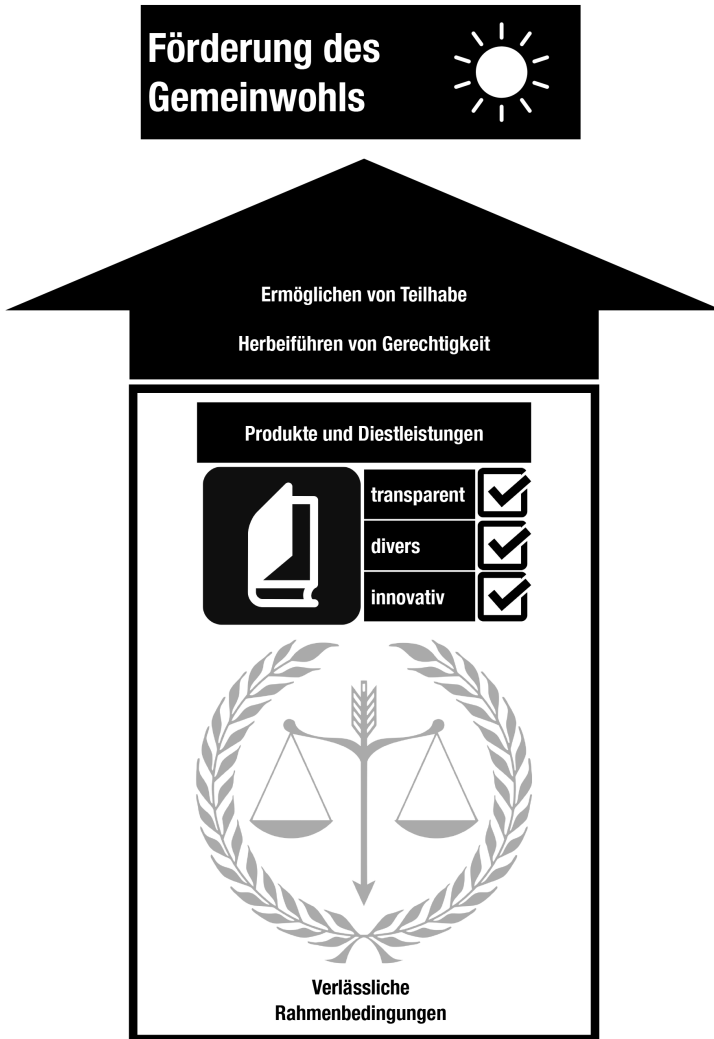 Förderung des
Gemeinwohls
Ermöglichen von Teilhabe
Herbeiführen von Gerechtigkeit
Produkte und Diestleistungen
transparent
divers
innovativ
Verlässliche
Rahmenbedingungen